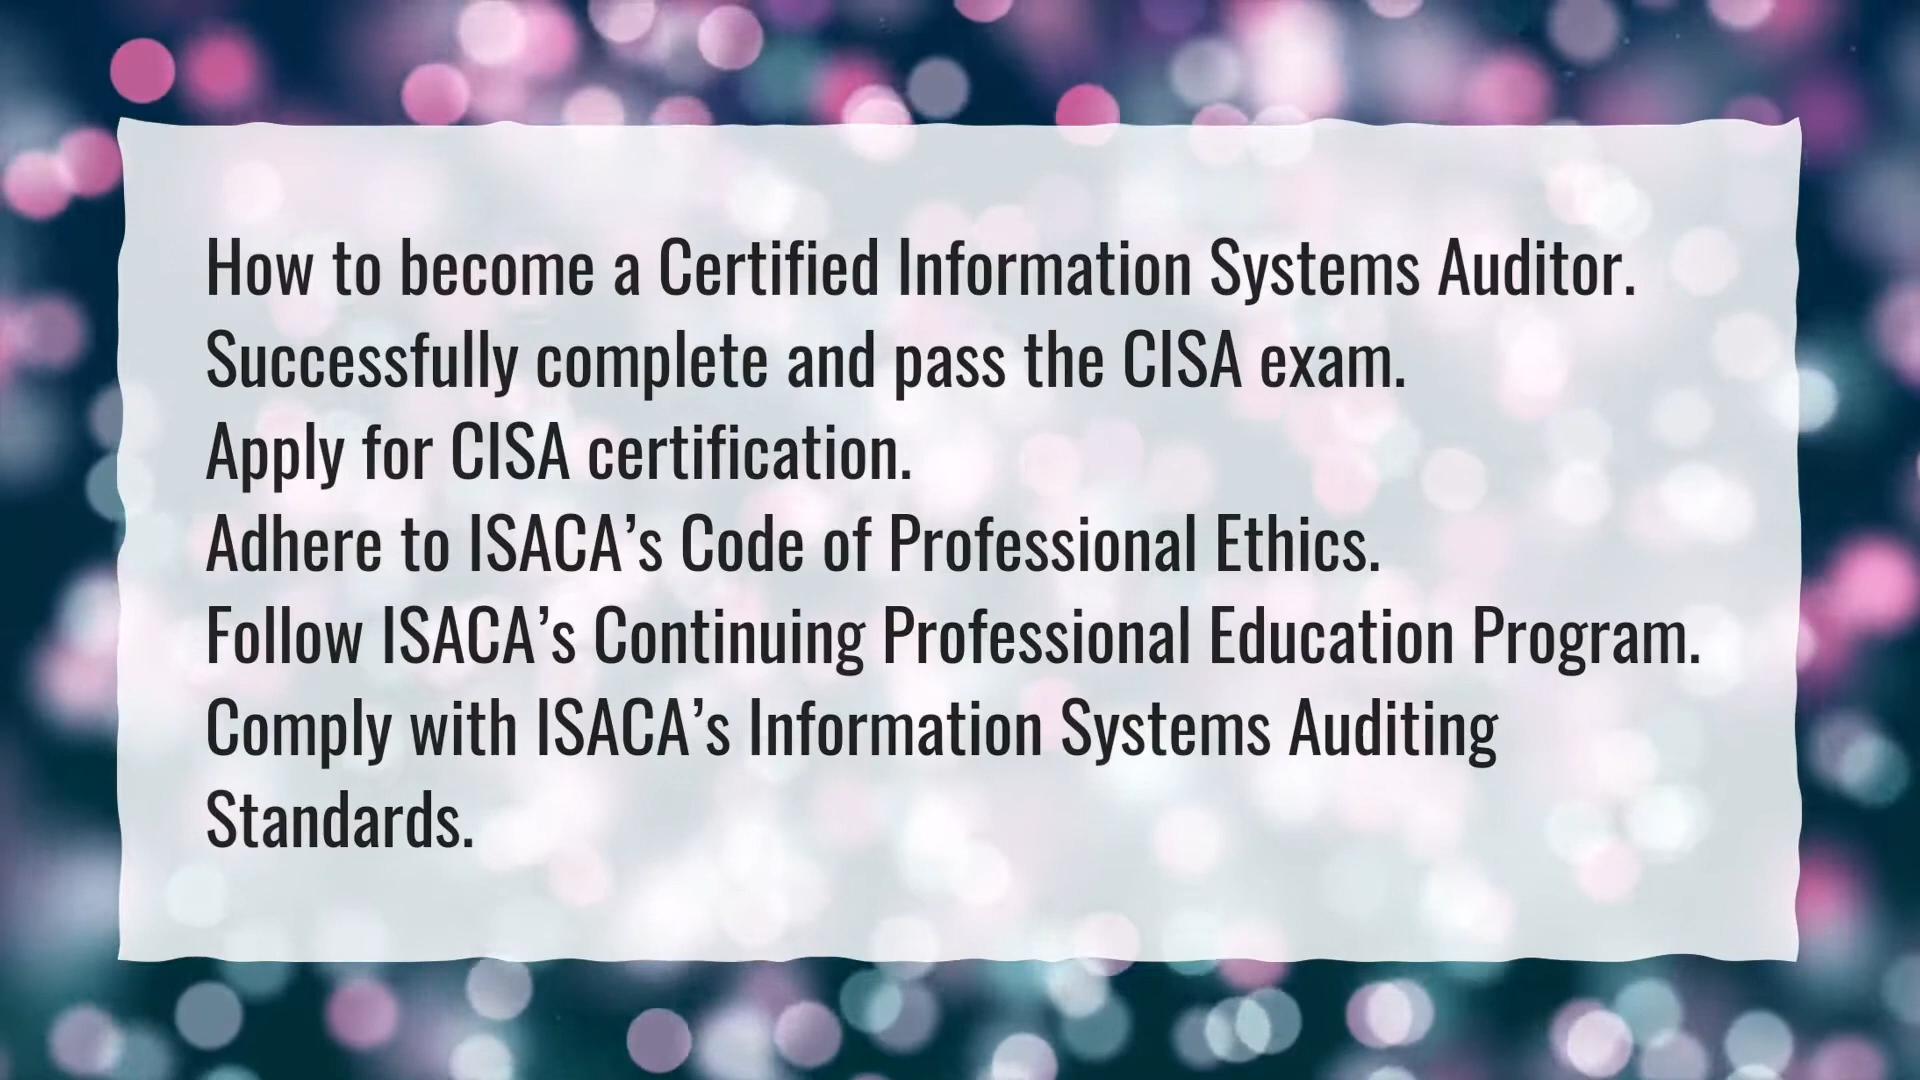 How to become a Certified Information Systems Auditor.
Successfully complete and pass the CISA exam.
Apply for CISA certification.
Adhere to ISACA’s Code of Professional Ethics.
Follow ISACA’s Continuing Professional Education Program.
Comply with ISACA’s Information Systems Auditing
Standards.